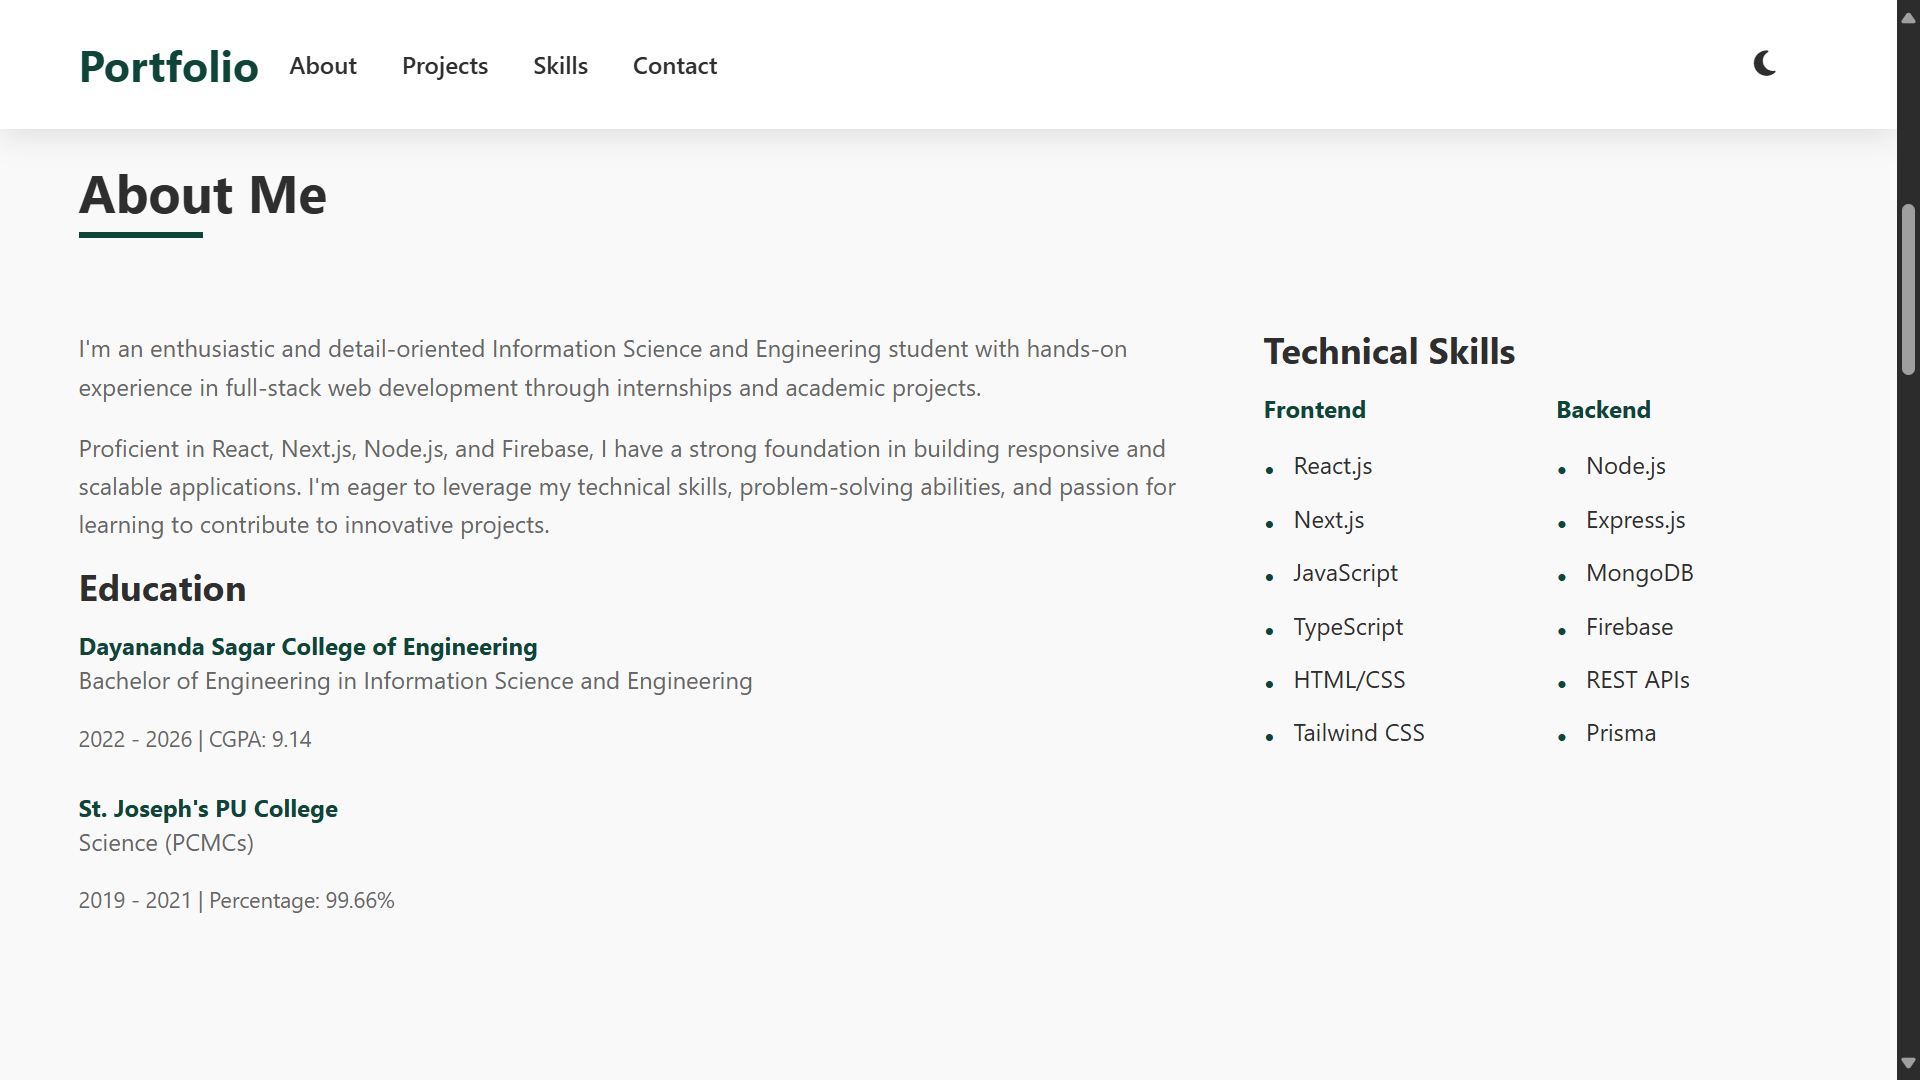 Portfolio About Projects Skills Contact
About Me
I'm an enthusiastic and detail-oriented Information Science and Engineering student with hands-on
experience in full-stack web development through internships and academic projects.
Proficient in React, Next.js, Node.js, and Firebase, I have a strong foundation in building responsive and
scalable applications. I'm eager to leverage my technical skills, problem-solving abilities, and passion for
learning to contribute to innovative projects.
Education
Dayananda Sagar College of Engineering
Bachelor of Engineering in Information Science and Engineering
2022 - 2026 | CGPA: 9.14
St. Joseph's PU College
Science (PCMCs)
2019 - 2021 | Percentage: 99.66%
Technical Skills
Frontend
• React.js
• Next.js
• JavaScript
• TypeScript
• HTML/CSS
• Tailwind CSS
Backend
• Node.js
• Express.js
• MongoDB
• Firebase
• REST APIs
• Prisma